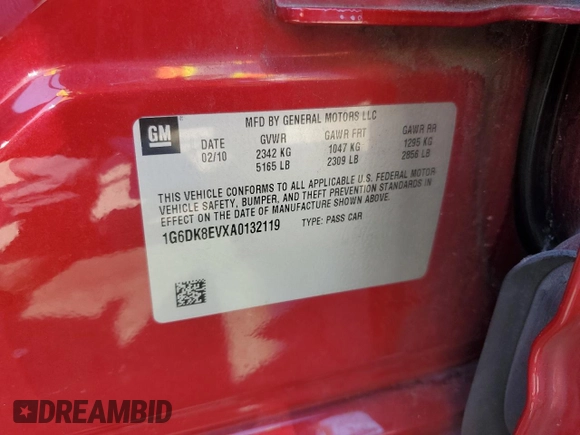 MFD BY GENERAL MOTORS LLC
GM
DATE GVWR GAWR FRT GAWR RR
02/10 2342 KG 1047 KG 1295 KG
5165 LB 2309 LB 2856 LB
THIS VEHICLE CONFORMS TO ALL APPLICABLE U.S. FEDERAL MOTOR
VEHICLE SAFETY, BUMPER, AND THEFT PREVENTION STANDARDS IN
EFFECT ON THE DATE OF MANUFACTURE SHOWN ABOVE.
1G6DK8EVXA0132119 TYPE: PASS CAR
DREAMBID